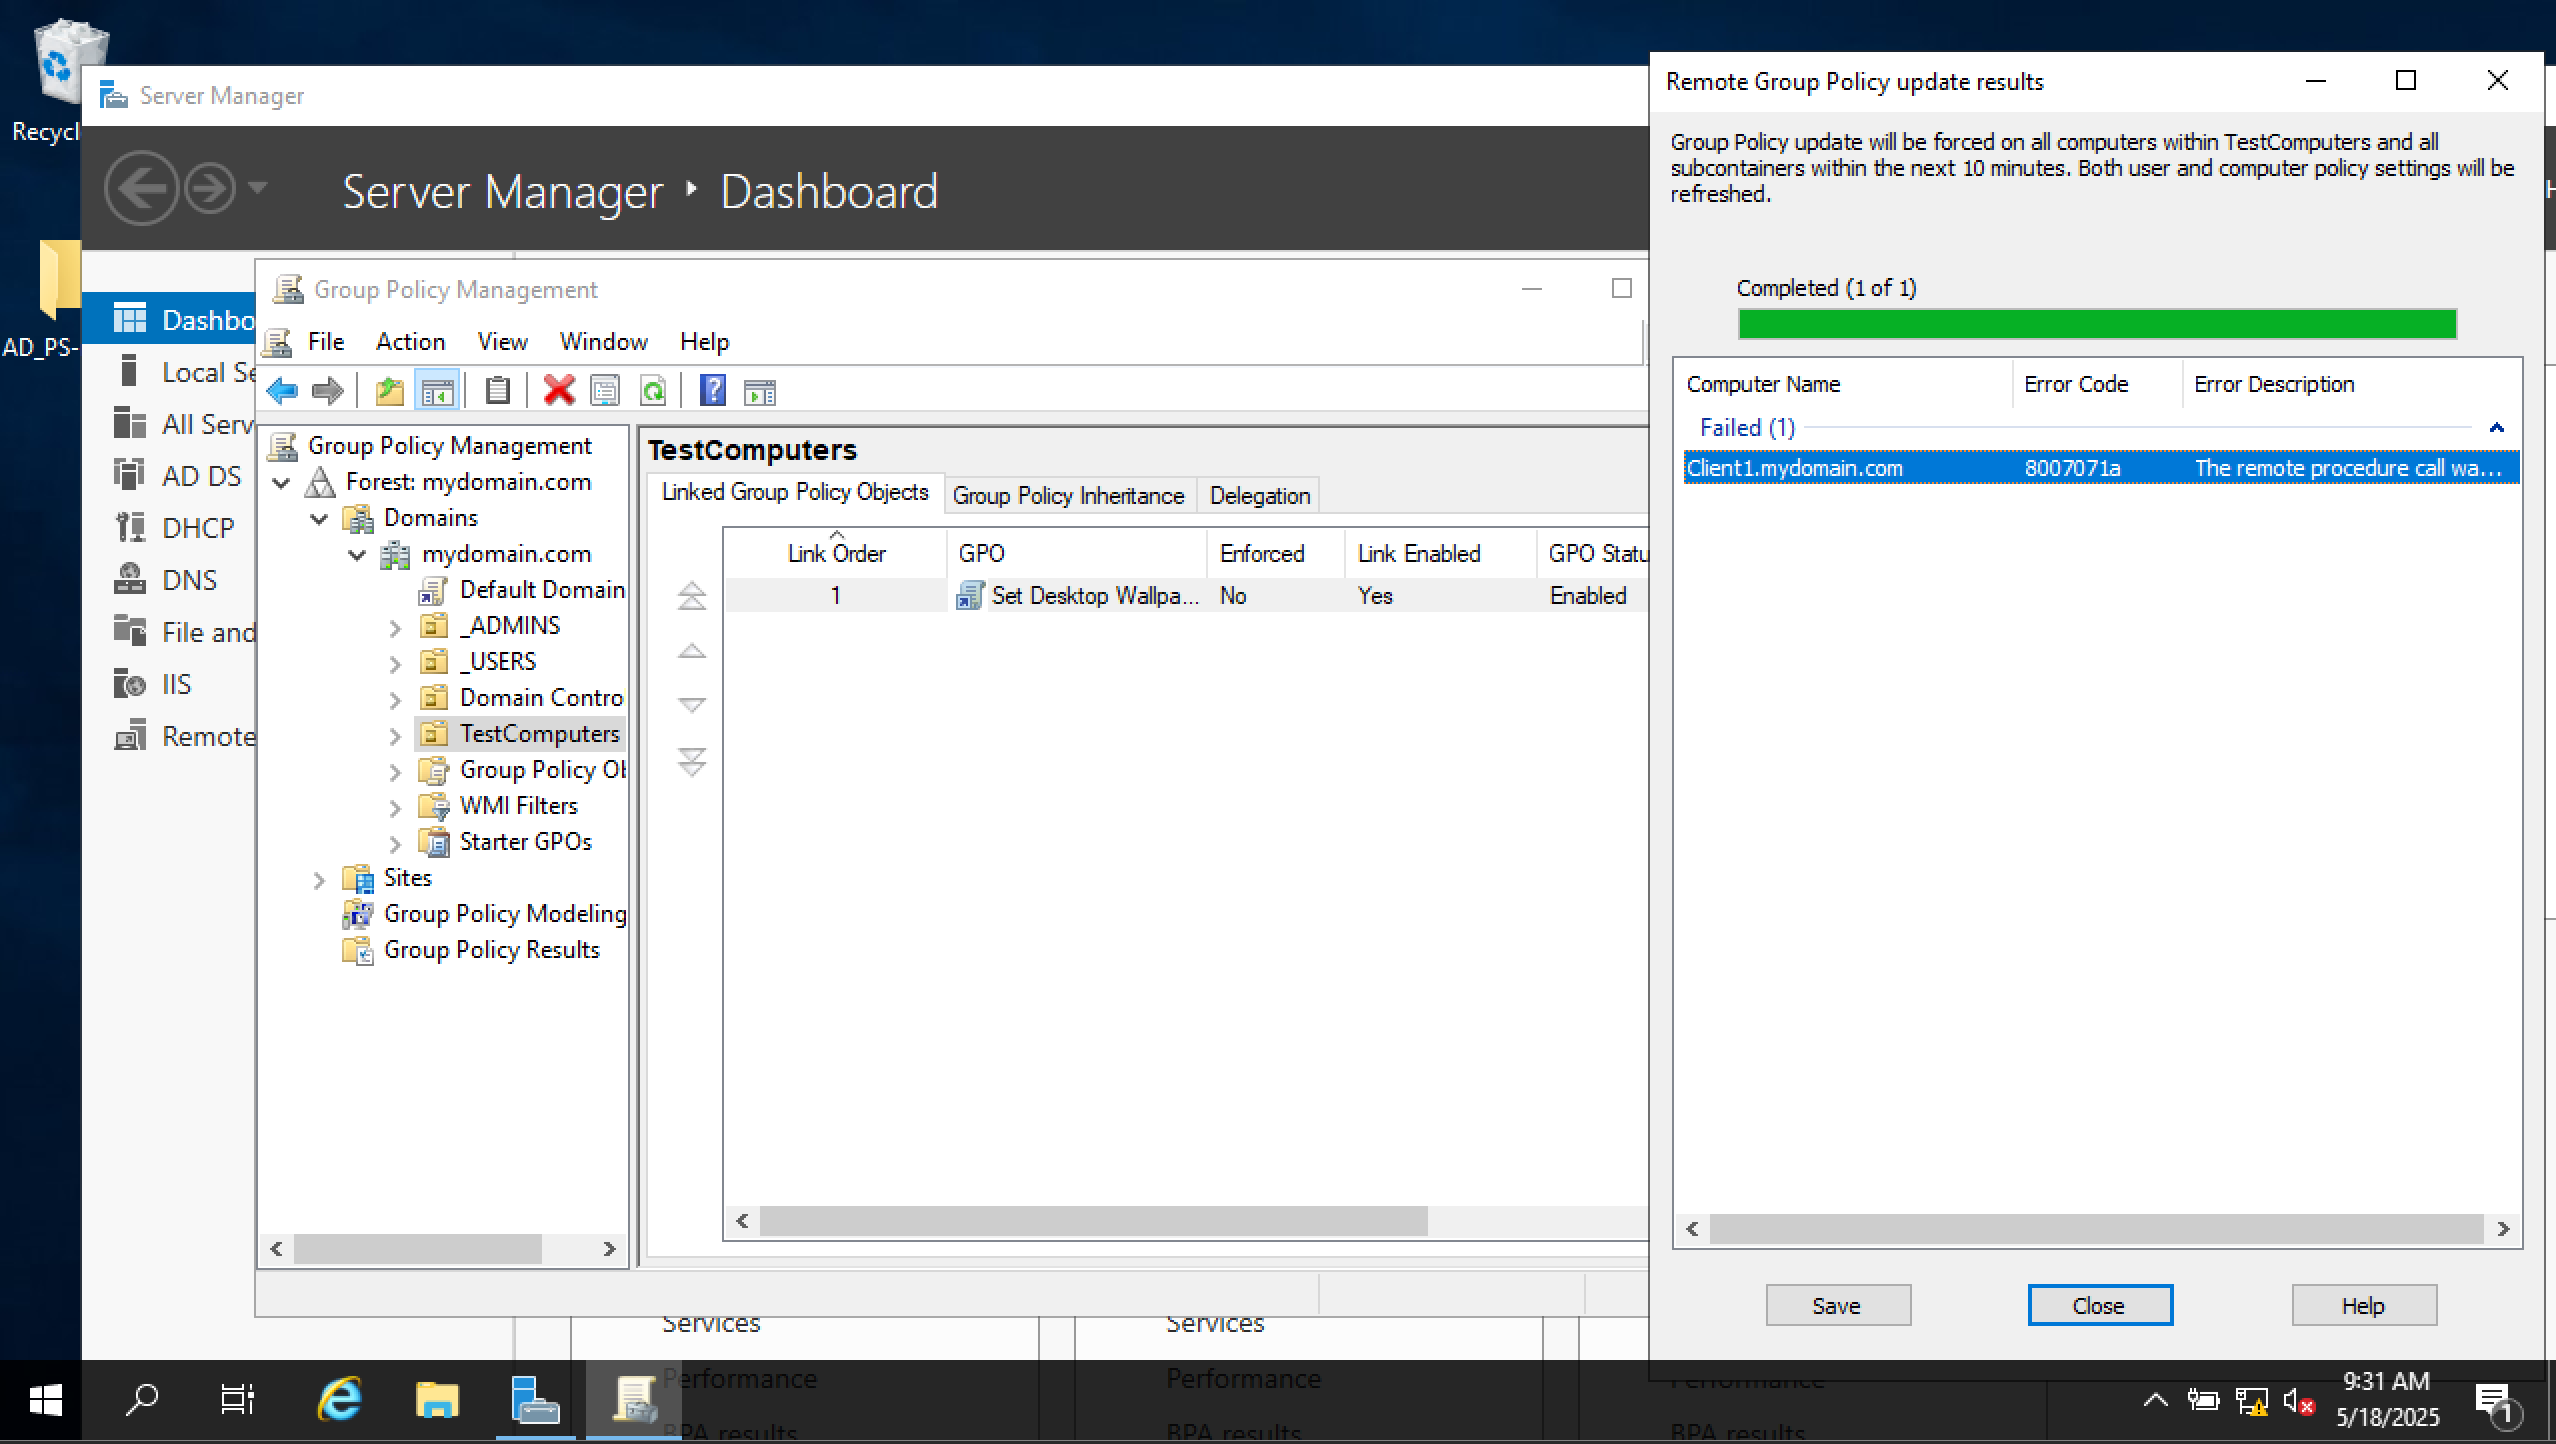 Recycl
AD_PS-
Server Manager
Server Manager
Dashboard
Dashbo
Local Se
All Serv
AD DS
DHCP
DNS
File and
IIS
Remote
Group Policy Management
File
Action
View
Window
Help
Group Policy Management
Forest: mydomain.com
Domains
mydomain.com
Default Domain
_ADMINS
_USERS
Domain Contro
TestComputers
Group Policy Ob
WMI Filters
Starter GPOs
Sites
Group Policy Modeling
Group Policy Results
TestComputers
Linked Group Policy Objects
Group Policy Inheritance
Delegation
Link Order
GPO
Enforced
Link Enabled
GPO Statu
1
Set Desktop Wallpa...
No
Yes
Enabled
Remote Group Policy update results
Group Policy update will be forced on all computers within TestComputers and all
subcontainers within the next 10 minutes. Both user and computer policy settings will be
refreshed.
Completed (1 of 1)
Computer Name
Error Code
Error Description
Failed (1)
Client1.mydomain.com
8007071a
The remote procedure call wa...
Save
Close
Help
Services
Services
Performance
Performance
Performance
BPA results
BPA results
BPA results
9:31 AM
5/18/2025
1